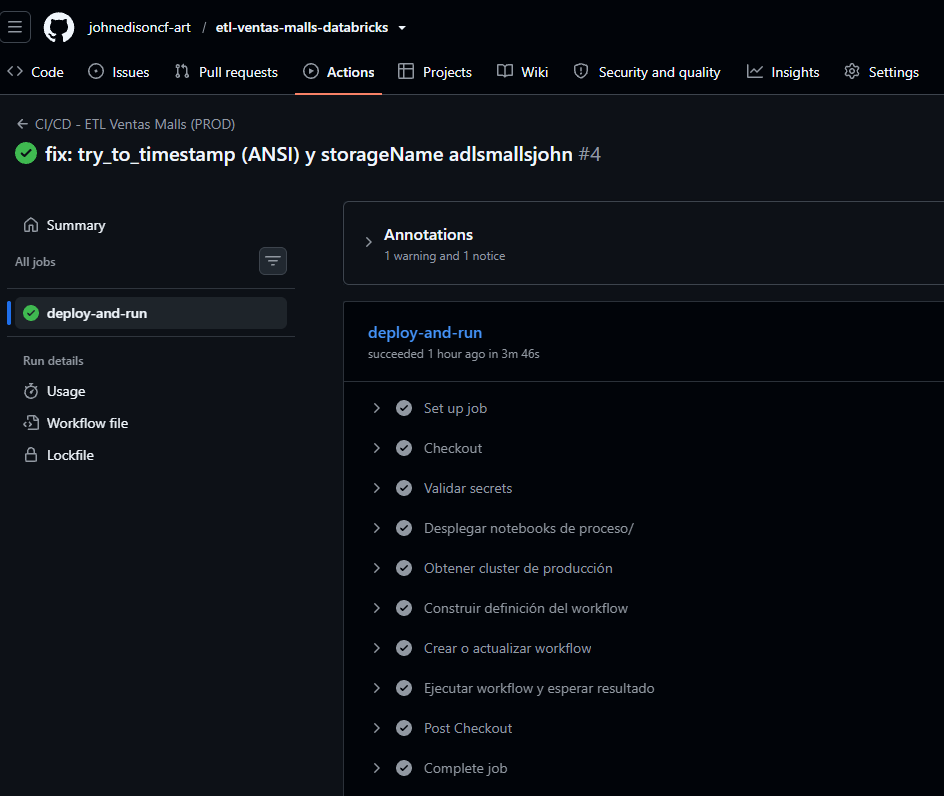 johnedisoncf-art / etl-ventas-malls-databricks
Code Issues Pull requests Actions Projects Wiki Security and quality Insights Settings
CI/CD - ETL Ventas Malls (PROD)
fix: try_to_timestamp (ANSI) y storageName adlsmallsjohn #4
Summary
All jobs
deploy-and-run
Run details
Usage
Workflow file
Lockfile
Annotations
1 warning and 1 notice
deploy-and-run
succeeded 1 hour ago in 3m 46s
Set up job
Checkout
Validar secrets
Desplegar notebooks de proceso/
Obtener cluster de producción
Construir definición del workflow
Crear o actualizar workflow
Ejecutar workflow y esperar resultado
Post Checkout
Complete job